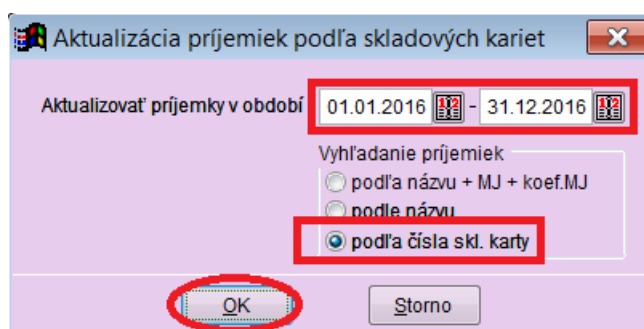 Aktualizácia príjemiek podľa skladových kariet
Aktualizovať príjemky v období 01.01.2016 - 31.12.2016
Vyhľadanie príjemiek
podľa názvu + MJ + koef.MJ
podle názvu
podľa čísla skl. karty
OK Storno